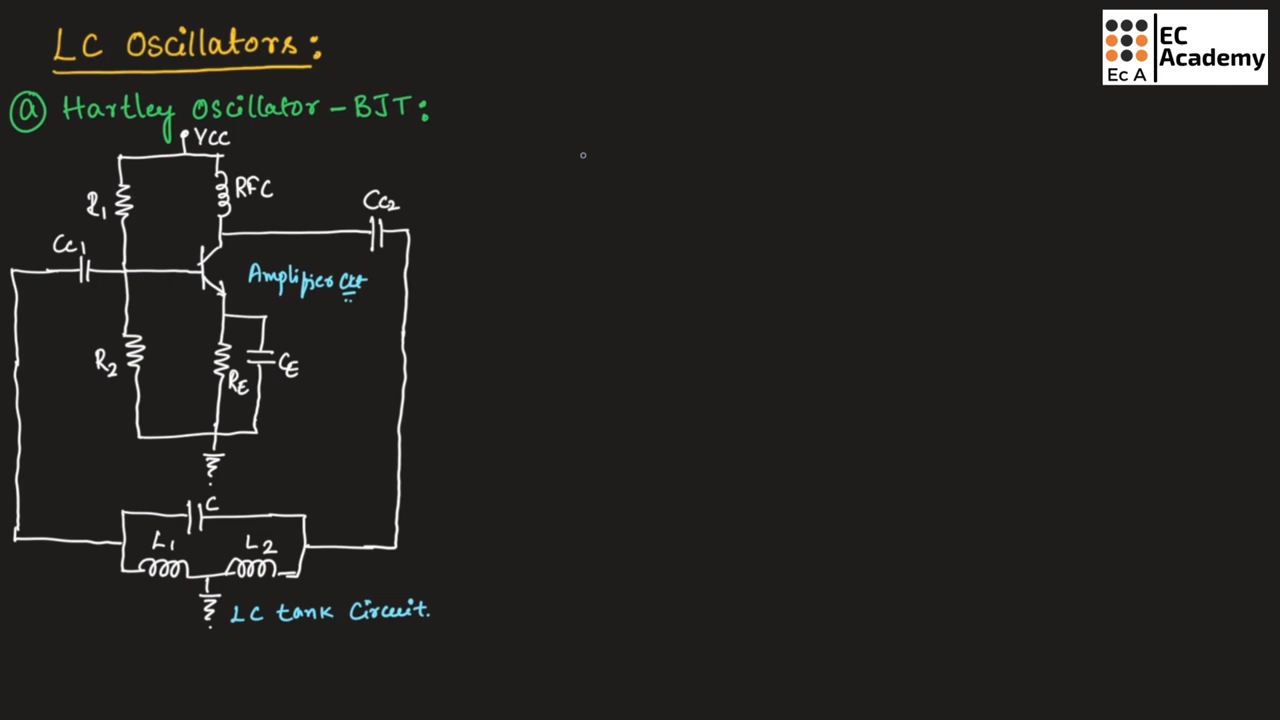 LC Oscillators:
EC
Academy
Ec A
a Hartley Oscillator - BJT:
VCC
RFC
R1
Cc2
Cc1
Amplifier ckt
R2
RE
CE
C
L1
L2
LC tank Circuit.